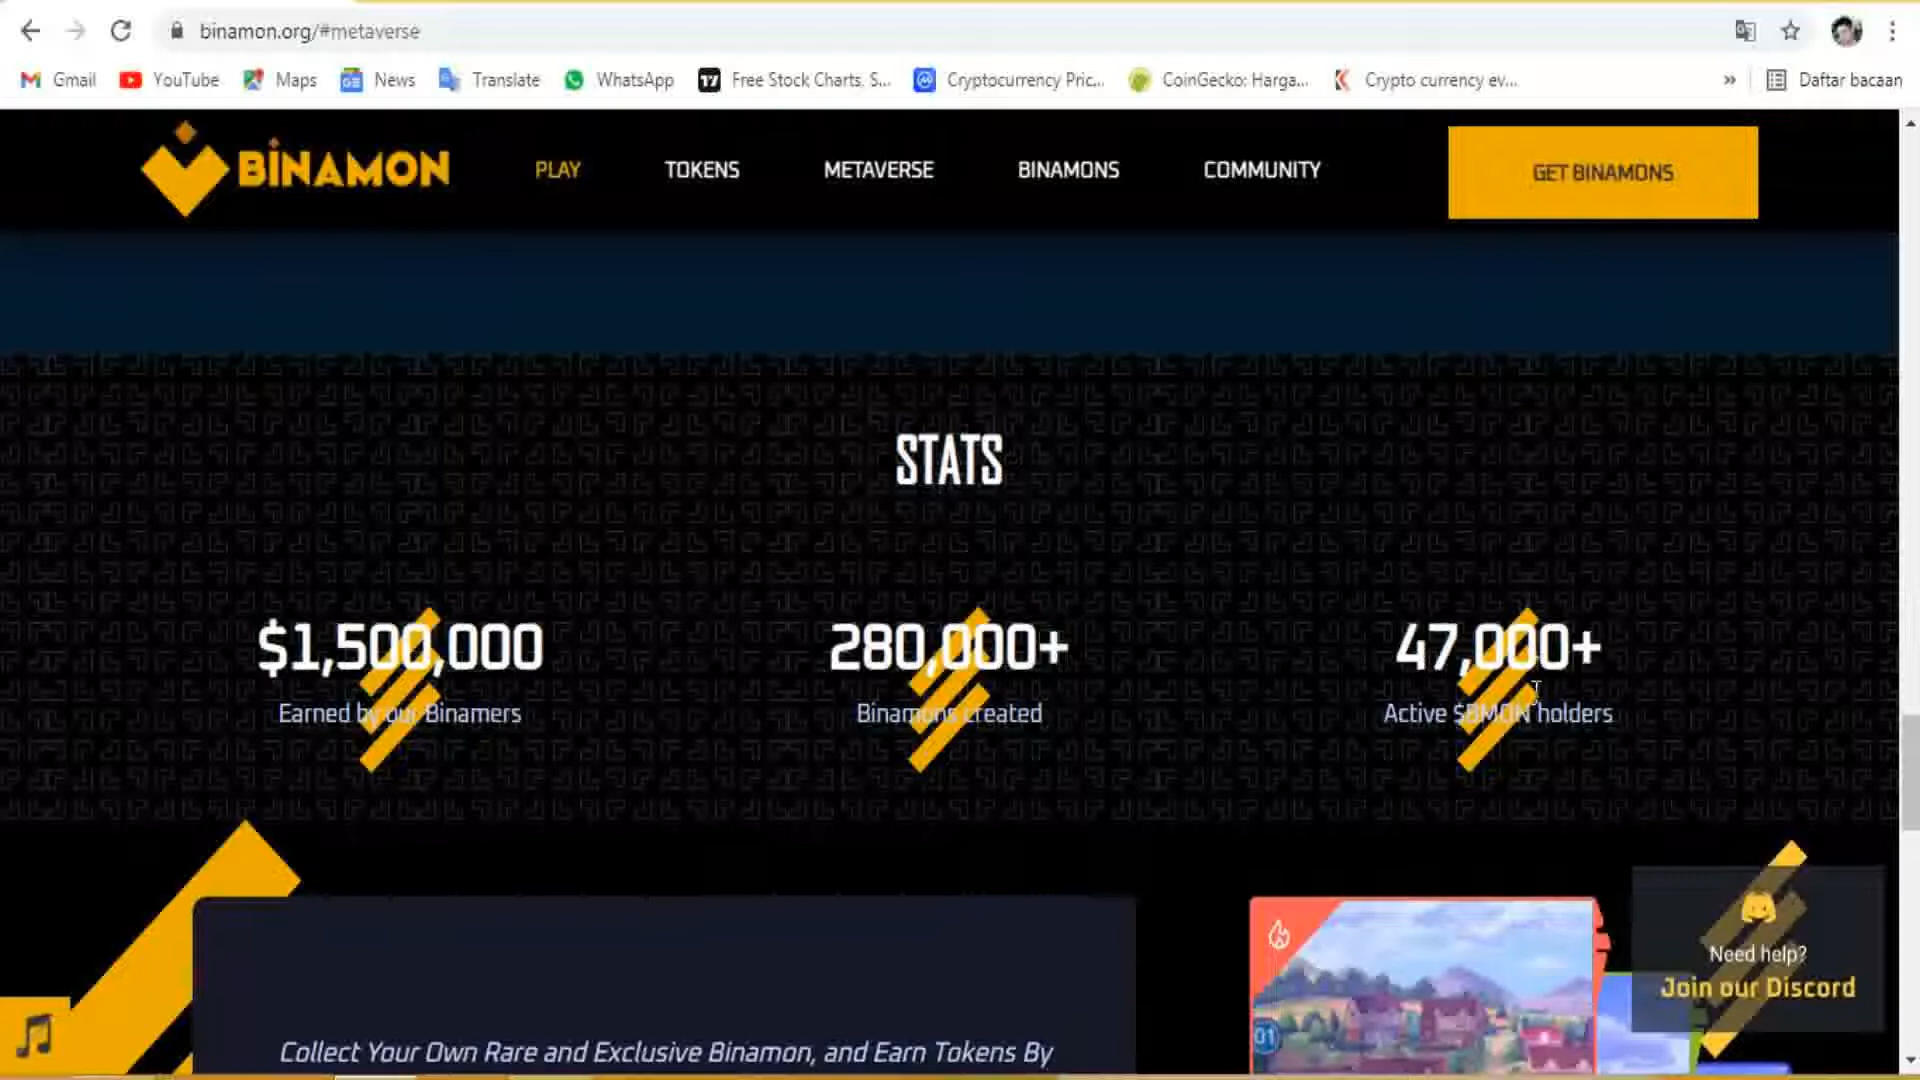 binamon.org/#metaverse
Gmail YouTube Maps News Translate WhatsApp Free Stock Charts, S... Cryptocurrency Pric... CoinGecko: Harga... Crypto currency ev... » Daftar bacaan
BINAMON PLAY TOKENS METAVERSE BINAMONS COMMUNITY GET BINAMONS
STATS
$1,500,000 280,000+ 47,000+
Earned by our Binamers Binamons created Active $BMON holders
Need help?
Join our Discord
01
Collect Your Own Rare and Exclusive Binamon, and Earn Tokens By